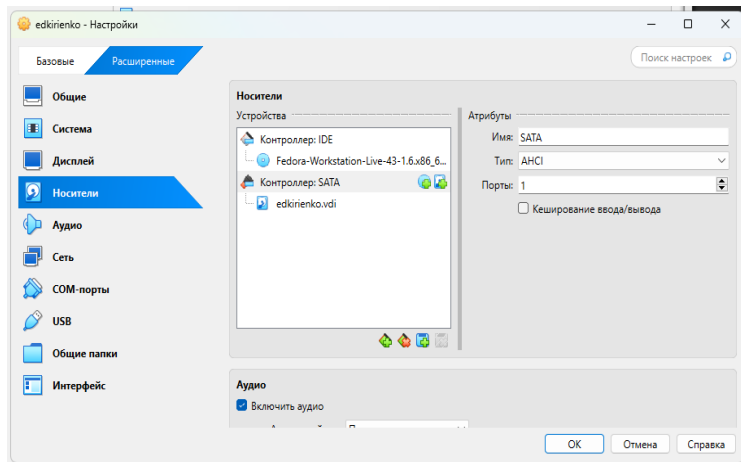 edkirienko - Настройки
Базовые
Расширенные
Поиск настроек
Общие
Система
Дисплей
Носители
Аудио
Сеть
COM-порты
USB
Общие папки
Интерфейс
Носители
Устройства
Контроллер: IDE
Fedora-Workstation-Live-43-1.6.x86_6...
Контроллер: SATA
edkirienko.vdi
Атрибуты
Имя: SATA
Тип: AHCI
Порты: 1
Кеширование ввода/вывода
Аудио
Включить аудио
OK Отмена Справка